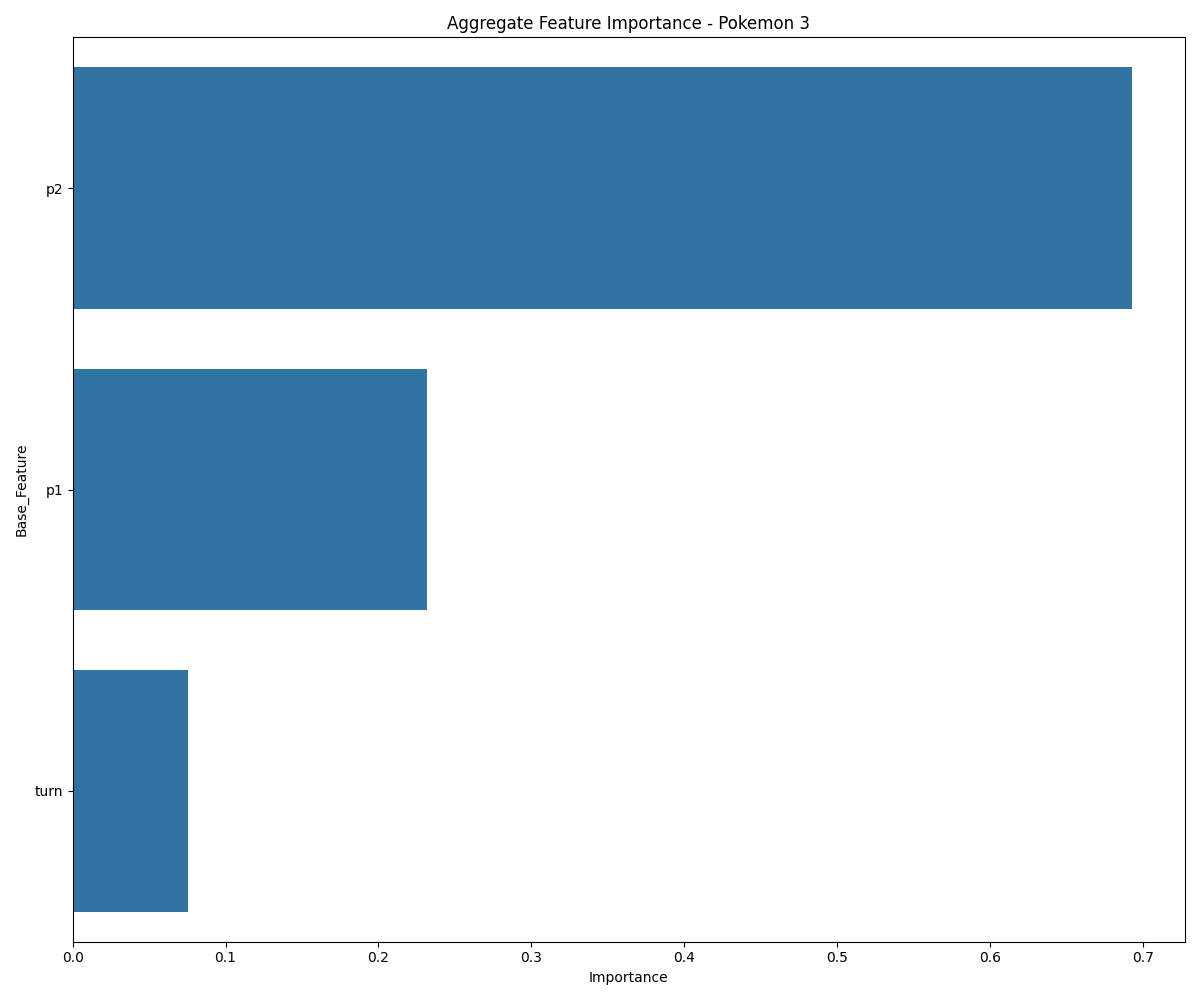 Aggregate Feature Importance - Pokemon 3
p2
p1
turn
Base_Feature
0.0 0.1 0.2 0.3 0.4 0.5 0.6 0.7
Importance